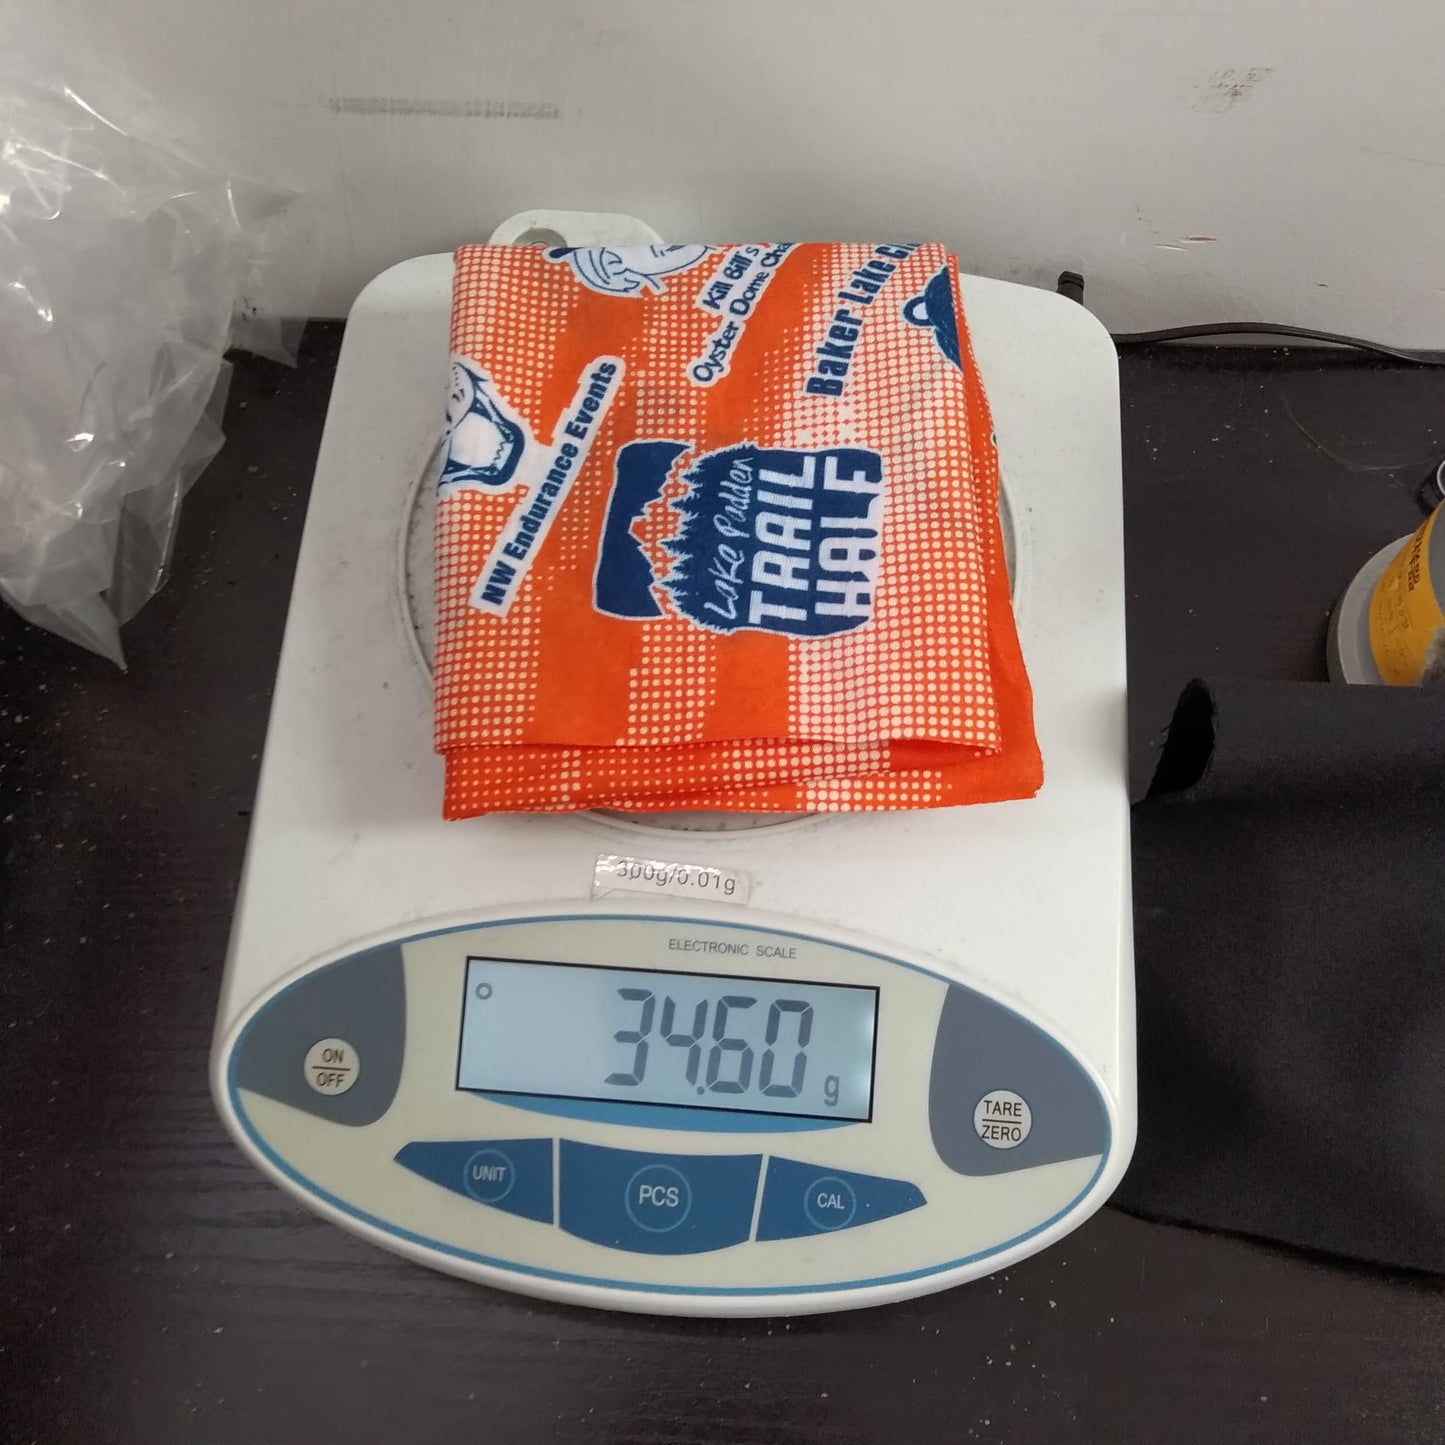 Kill Bill's
Oyster Dome
Baker Lake
NW Endurance Events
Lake Padden
TRAIL
HALF
300g/0.01g
ELECTRONIC SCALE
34.60 g
ON
OFF
TARE
ZERO
UNIT
PCS
CAL